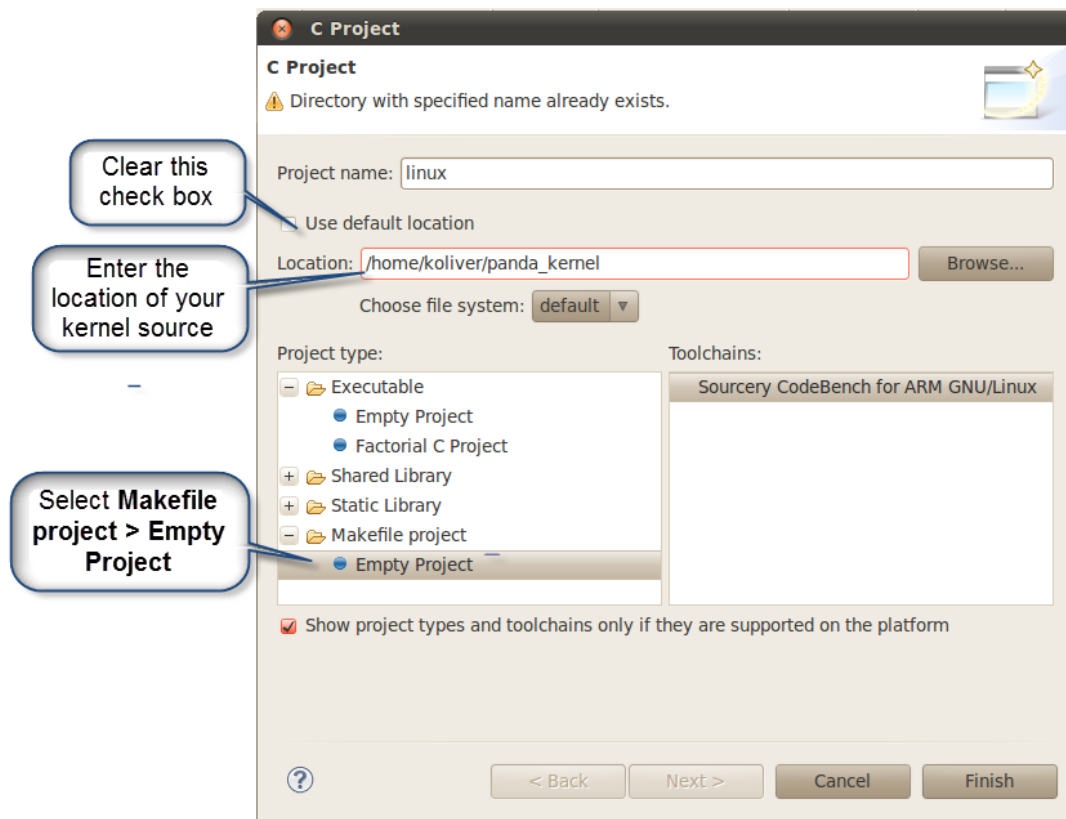 C Project
C Project
Directory with specified name already exists.
Clear this
check box
Project name: linux
Use default location
Enter the
location of your
kernel source
Location: /home/koliver/panda_kernel Browse...
Choose file system: default
Project type:
Toolchains:
Executable
Empty Project
Factorial C Project
Shared Library
Static Library
Makefile project
Empty Project
Sourcery CodeBench for ARM GNU/Linux
Select Makefile
project > Empty
Project
Show project types and toolchains only if they are supported on the platform
? < Back Next > Cancel Finish